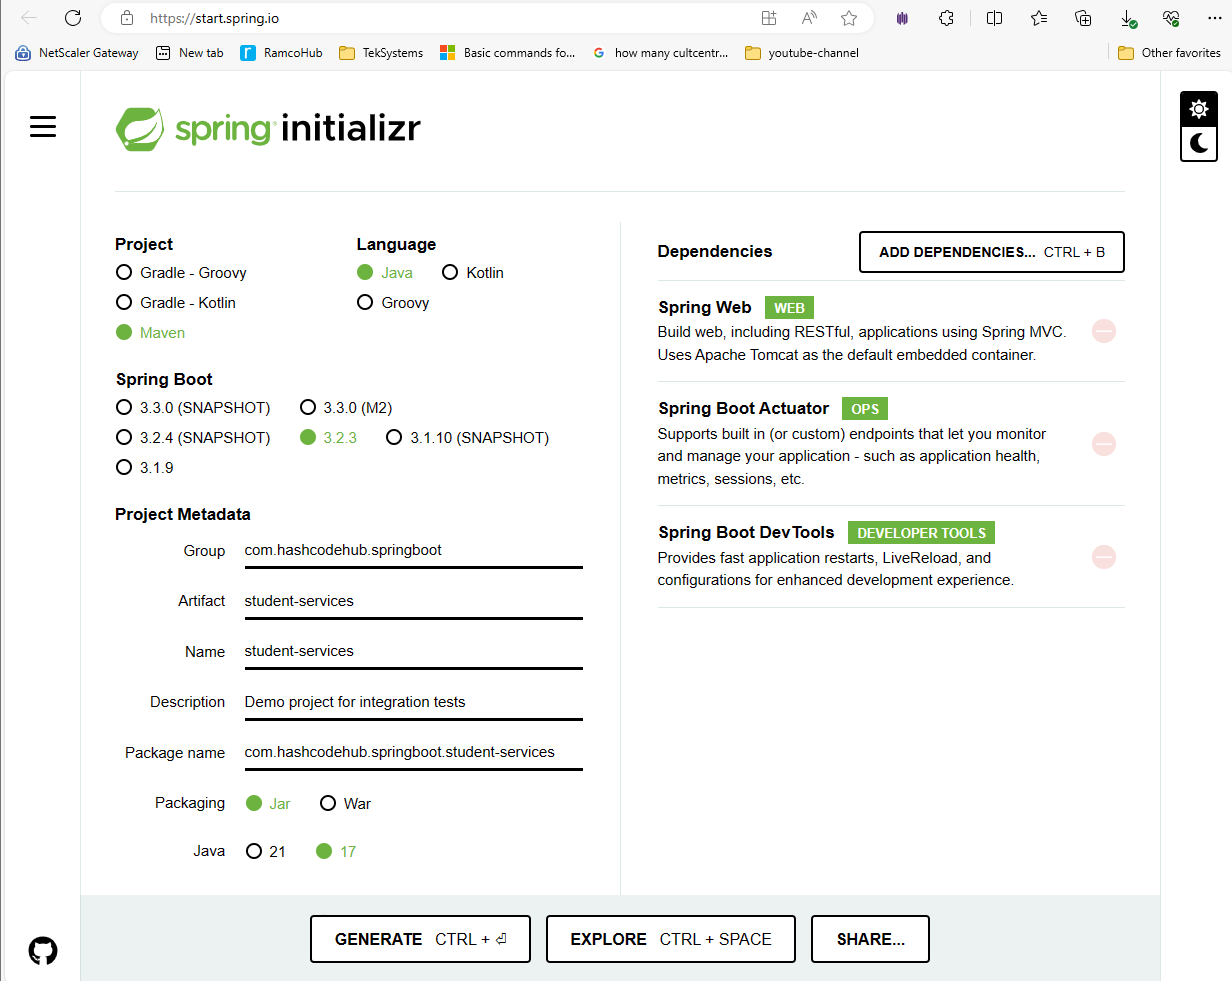 https://start.spring.io
NetScaler Gateway
New tab
RamcoHub
TekSystems
Basic commands fo...
how many cultcentr...
youtube-channel
Other favorites
spring initializr
Project
Gradle - Groovy
Gradle - Kotlin
Maven
Language
Java
Kotlin
Groovy
Spring Boot
3.3.0 (SNAPSHOT)
3.3.0 (M2)
3.2.4 (SNAPSHOT)
3.2.3
3.1.10 (SNAPSHOT)
3.1.9
Project Metadata
Group com.hashcodehub.springboot
Artifact student-services
Name student-services
Description Demo project for integration tests
Package name com.hashcodehub.springboot.student-services
Packaging Jar War
Java 21 17
Dependencies
ADD DEPENDENCIES... CTRL + B
Spring Web WEB
Build web, including RESTful, applications using Spring MVC.
Uses Apache Tomcat as the default embedded container.
Spring Boot Actuator OPS
Supports built in (or custom) endpoints that let you monitor
and manage your application - such as application health,
metrics, sessions, etc.
Spring Boot DevTools DEVELOPER TOOLS
Provides fast application restarts, LiveReload, and
configurations for enhanced development experience.
GENERATE CTRL + ⏎
EXPLORE CTRL + SPACE
SHARE...